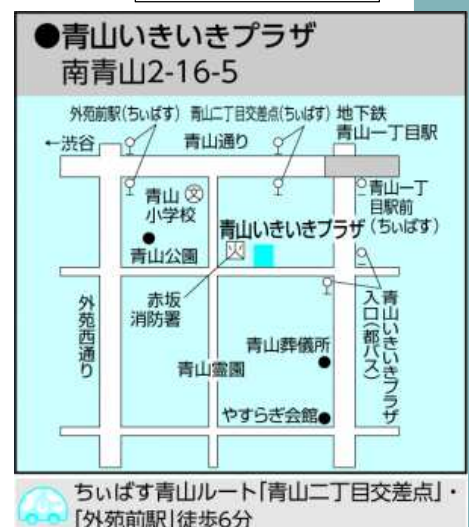 ●青山いきいきプラザ
南青山2-16-5
外苑前駅(ちぃばす)
青山二丁目交差点(ちぃばす)
地下鉄
青山一丁目駅
←渋谷
青山通り
青山
小学校
文
青山一丁
目駅前
(ちぃばす)
青山いきいきプラザ
青山公園
赤坂
消防署
外苑西通り
青山いきいきプラザ
入口(都バス)
青山葬儀所
青山霊園
やすらぎ会館
ちぃばす青山ルート「青山二丁目交差点」・
「外苑前駅」徒歩6分